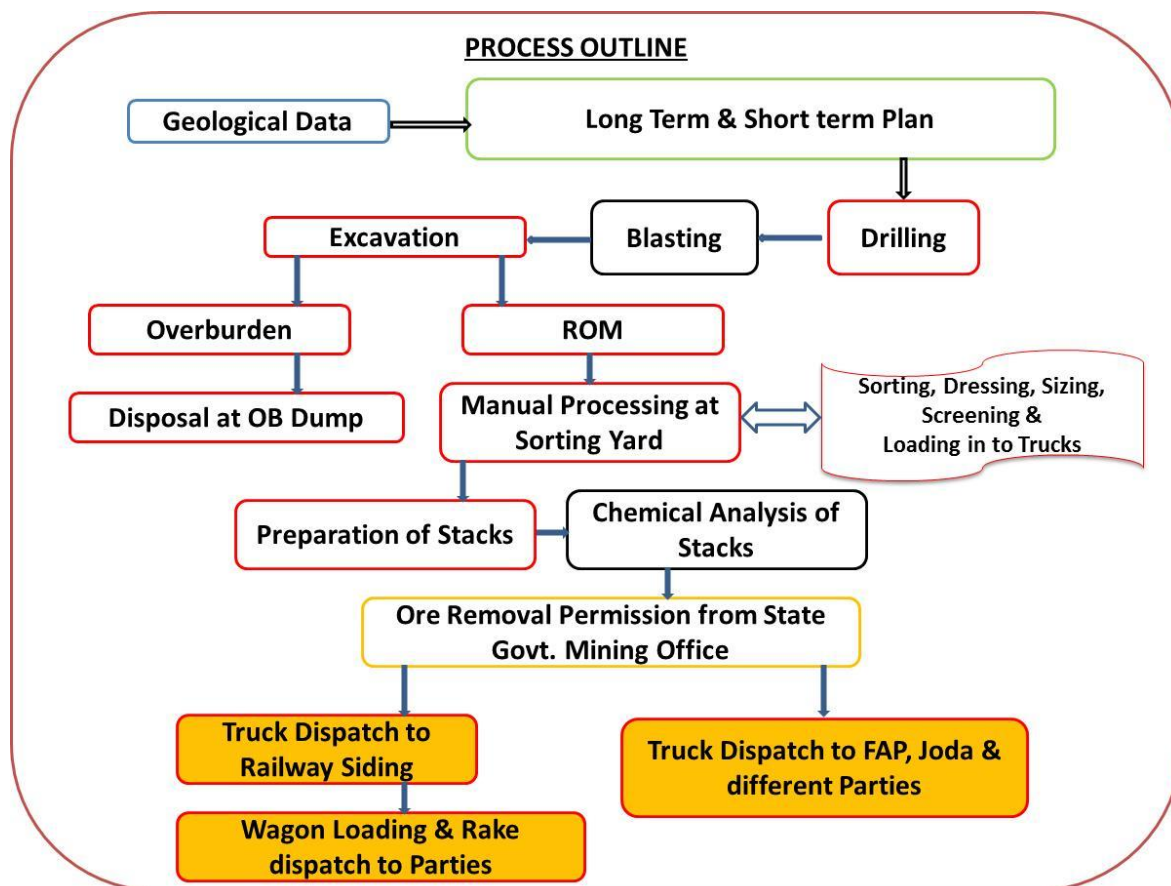 PROCESS OUTLINE
Geological Data
Long Term & Short term Plan
Excavation
Blasting
Drilling
Overburden
ROM
Disposal at OB Dump
Manual Processing at
Sorting Yard
Sorting, Dressing, Sizing,
Screening &
Loading in to Trucks
Preparation of Stacks
Chemical Analysis of
Stacks
Ore Removal Permission from State
Govt. Mining Office
Truck Dispatch to
Railway Siding
Truck Dispatch to FAP, Joda &
different Parties
Wagon Loading & Rake
dispatch to Parties